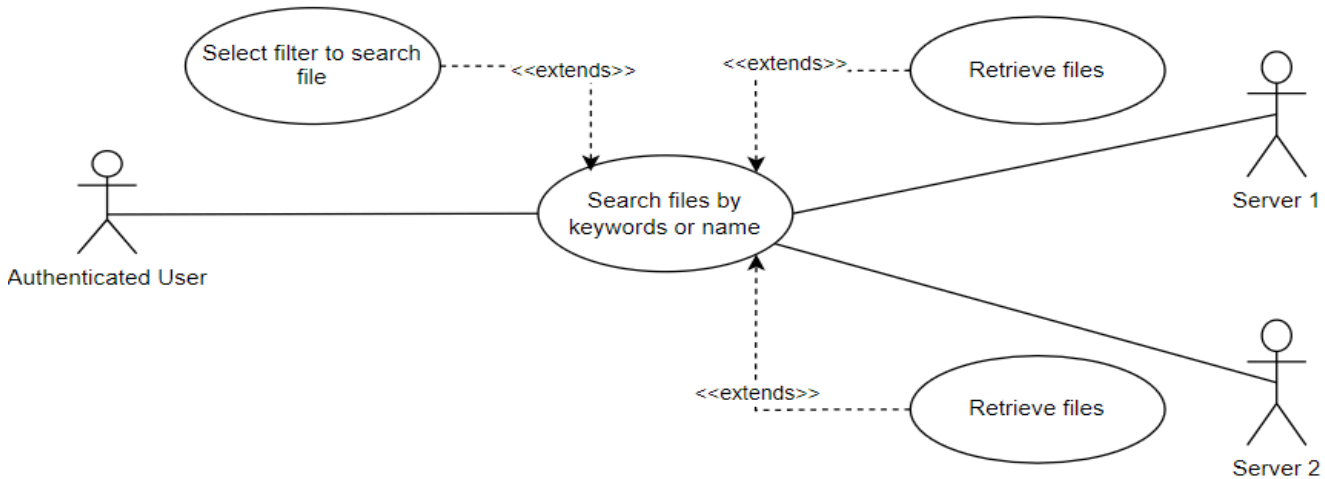 Select filter to search
file
<<extends>>
<<extends>>
Retrieve files
Server 1
Search files by
keywords or name
Authenticated User
<<extends>>
Retrieve files
Server 2